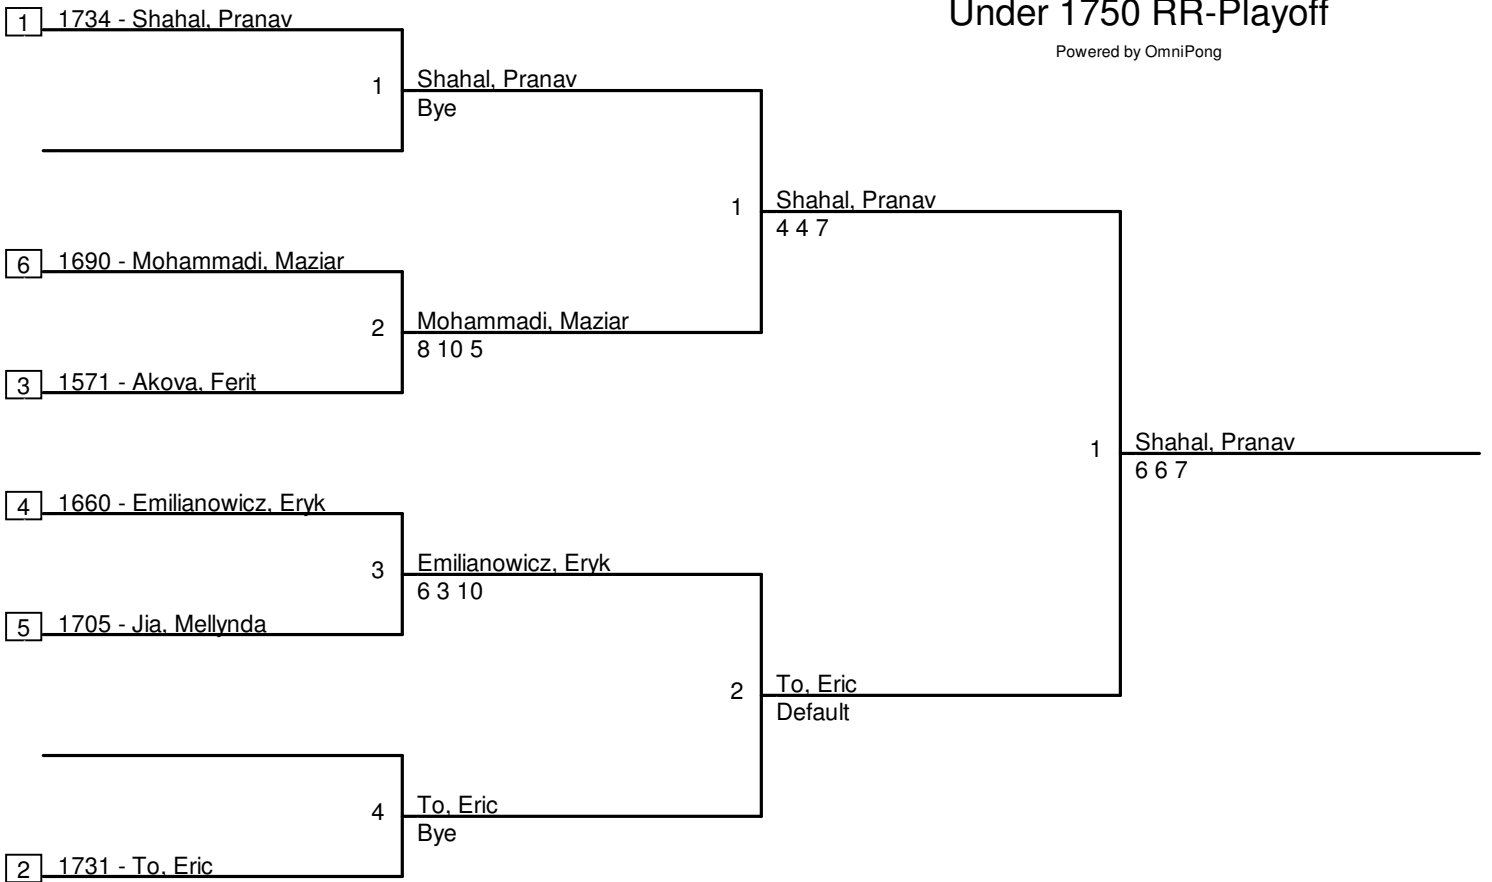 Under 1750 RR-Playoff
Powered by OmniPong
1 1734 - Shahal, Pranav
1 Shahal, Pranav
Bye
1 Shahal, Pranav
4 4 7
6 1690 - Mohammadi, Maziar
2 Mohammadi, Maziar
8 10 5
3 1571 - Akova, Ferit
1 Shahal, Pranav
6 6 7
4 1660 - Emilianowicz, Eryk
3 Emilianowicz, Eryk
6 3 10
5 1705 - Jia, Mellynda
2 To, Eric
Default
4 To, Eric
Bye
2 1731 - To, Eric